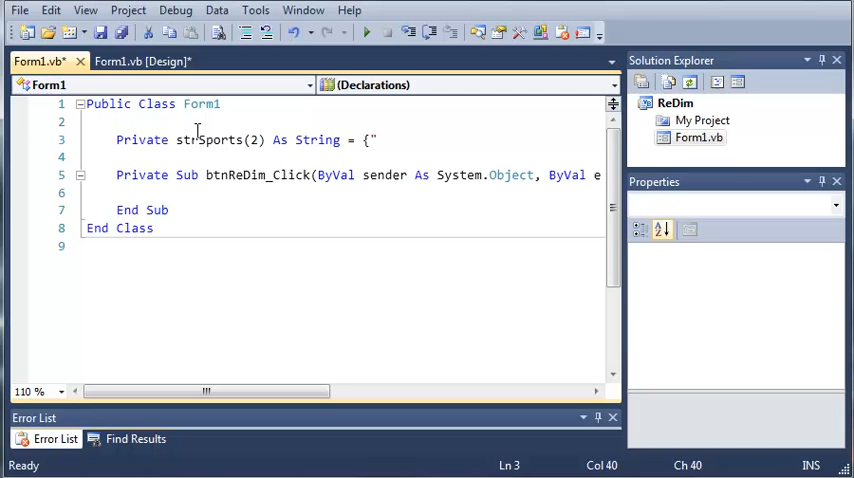 File Edit View Project Debug Data Tools Window Help
Form1.vb* Form1.vb [Design]*
Form1 (Declarations)
1 Public Class Form1
2
3 Private strSports(2) As String = {"
4
5 Private Sub btnReDim_Click(ByVal sender As System.Object, ByVal e
6
7 End Sub
8 End Class
9
110 %
Error List
Error List Find Results
Ready Ln 3 Col 40 Ch 40 INS
Solution Explorer
ReDim
My Project
Form1.vb
Properties